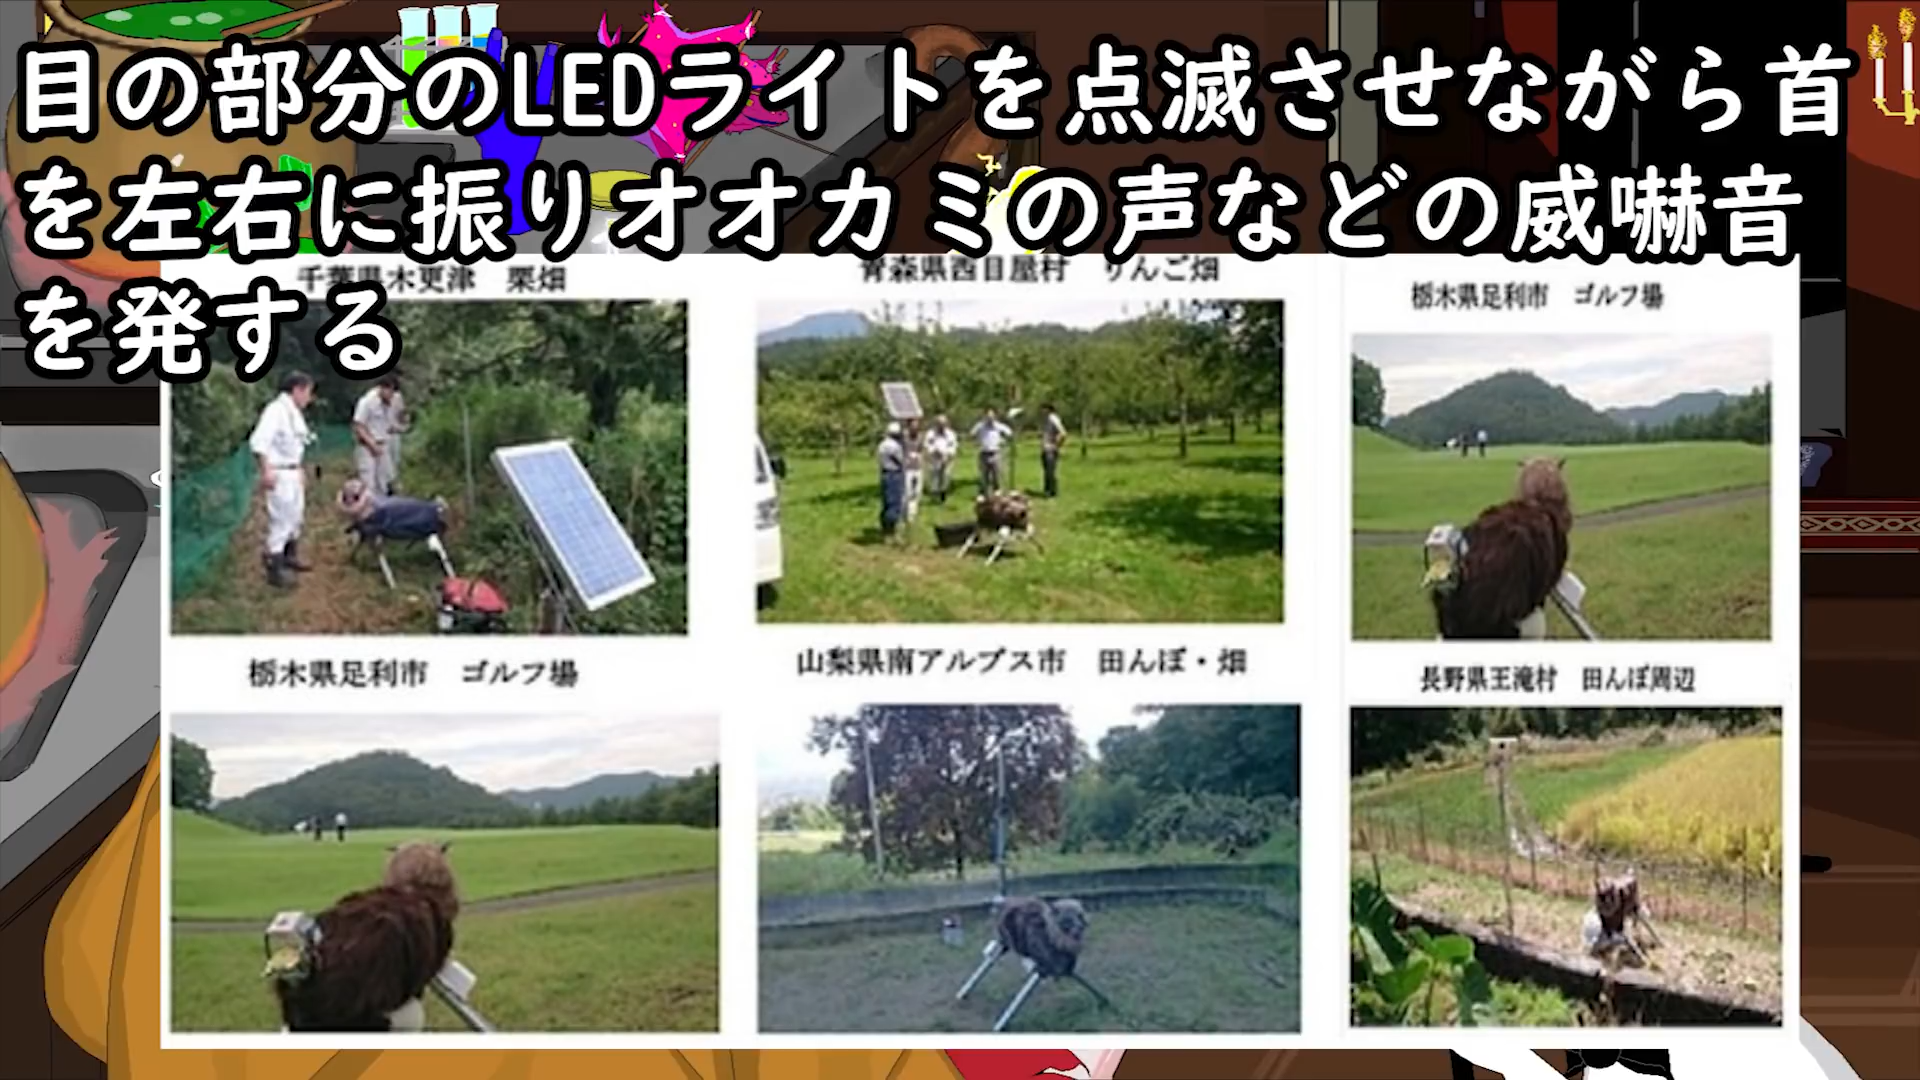 目の部分のLEDライトを点滅させながら首
を左右に振りオオカミの声などの威嚇音
を発する
千葉県木更津　栗畑
青森県西目屋村　りんご畑
栃木県足利市　ゴルフ場
栃木県足利市　ゴルフ場
山梨県南アルプス市　田んぼ・畑
長野県王滝村　田んぼ周辺